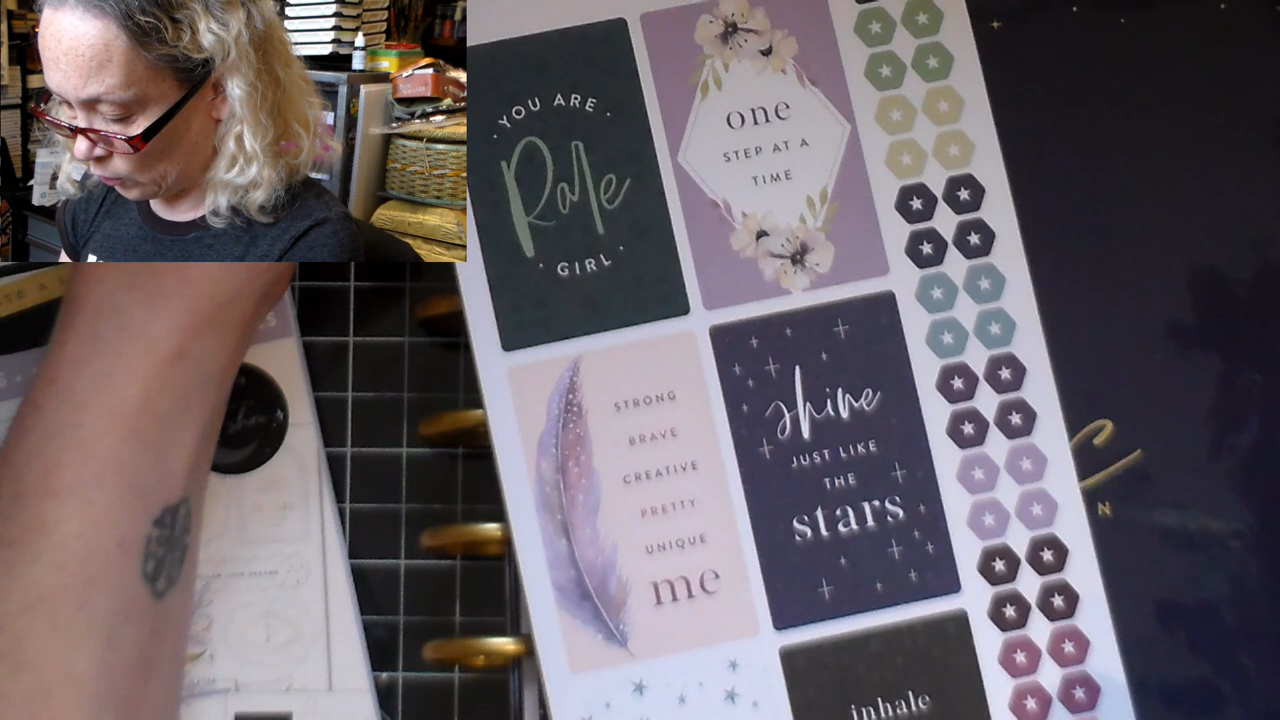 YOU ARE
Rare
GIRL
one
STEP AT A
TIME
STRONG
BRAVE
CREATIVE
PRETTY
UNIQUE
me
shine
JUST LIKE
THE
stars
inhale
N